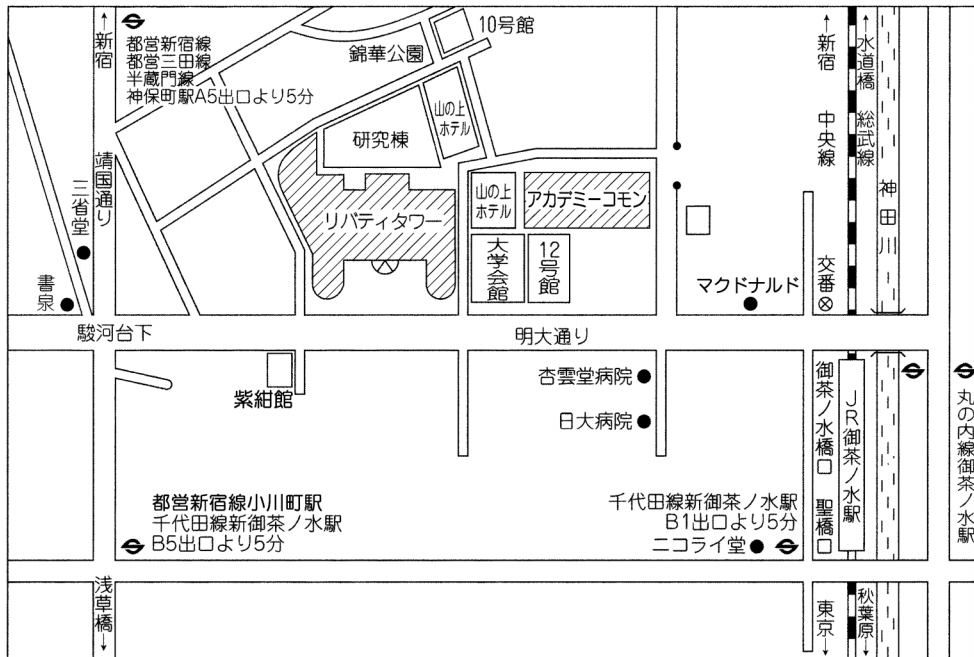 ←新宿
都営新宿線
都営三田線
半蔵門線
神保町駅A5出口より5分
10号館
錦華公園
山の上
ホテル
研究棟
←新宿
中央線
←水道橋
総武線
神田川
靖国通り
三省堂
書泉
リバティタワー
山の上
ホテル
アカデミーコモン
大学会館
12号館
マクドナルド
交番
駿河台下
明大通り
紫紺館
杏雲堂病院
日大病院
御茶ノ水橋口
JR御茶ノ水駅
丸の内線御茶ノ水駅
聖橋口
都営新宿線小川町駅
千代田線新御茶ノ水駅
B5出口より5分
千代田線新御茶ノ水駅
B1出口より5分
ニコライ堂
浅草橋→
東京→
秋葉原→